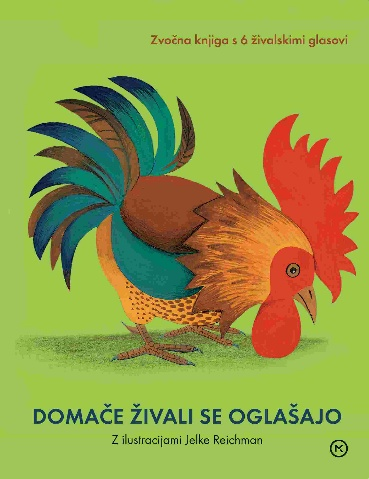 Zvočna knjiga s 6 živalskimi glasovi
DOMAČE ŽIVALI SE OGLAŠAJO
Z ilustracijami Jelke Reichman
M